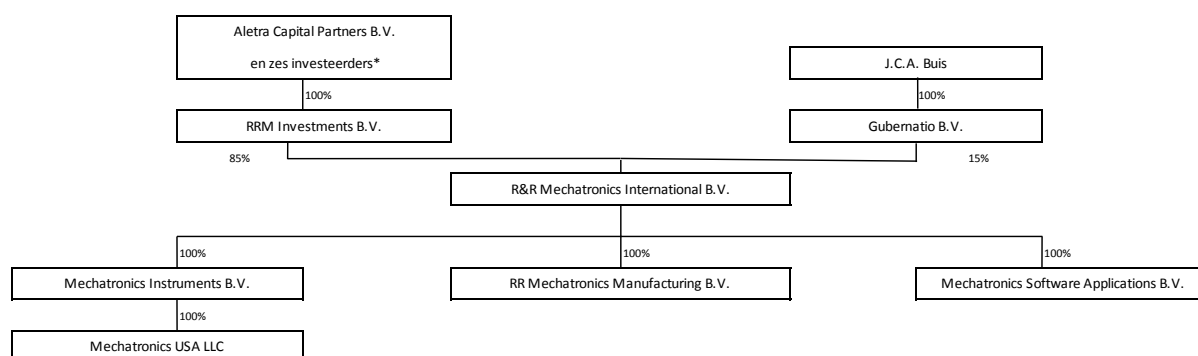 Aletra Capital Partners B.V.
en zes investeerders*
J.C.A. Buis
100%
100%
RRM Investments B.V.
Gubernatio B.V.
85%
15%
R&R Mechatronics International B.V.
100%
100%
100%
Mechatronics Instruments B.V.
RR Mechatronics Manufacturing B.V.
Mechatronics Software Applications B.V.
100%
Mechatronics USA LLC